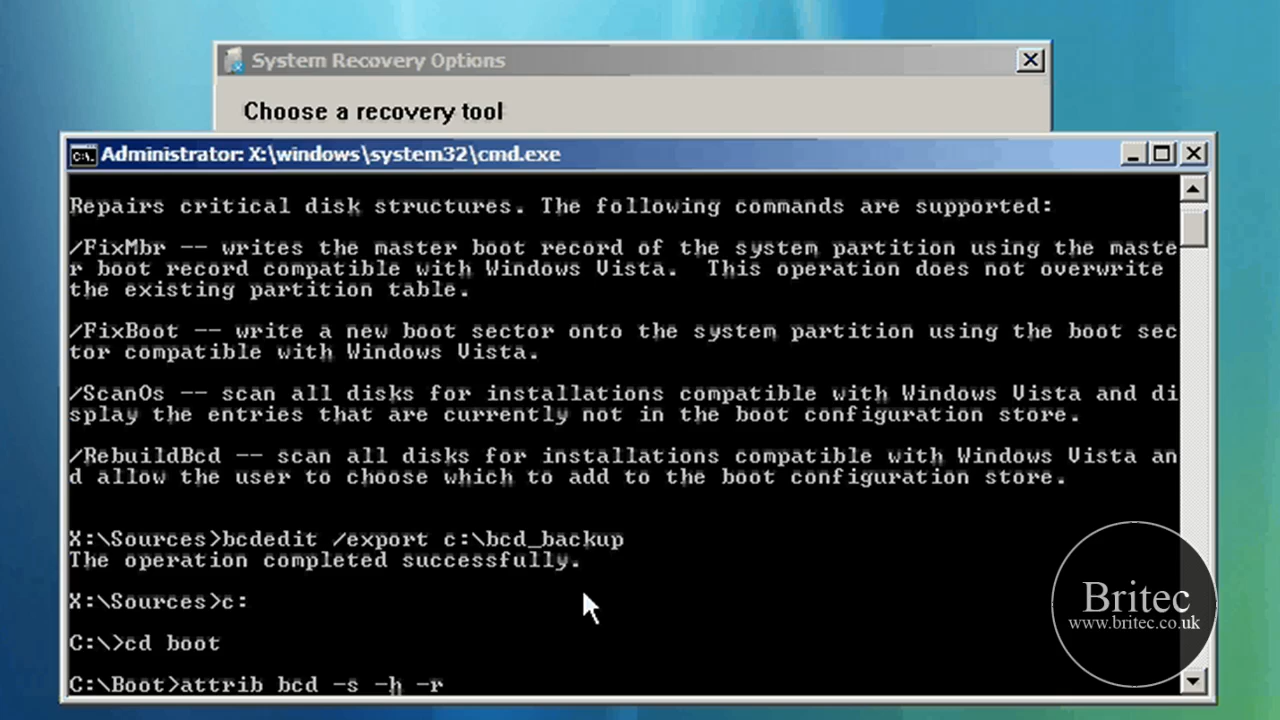 System Recovery Options
Choose a recovery tool
Administrator: X:\windows\system32\cmd.exe
Repairs critical disk structures. The following commands are supported:
/FixMbr -- writes the master boot record of the system partition using the maste
r boot record compatible with Windows Vista.  This operation does not overwrite
the existing partition table.
/FixBoot -- write a new boot sector onto the system partition using the boot sec
tor compatible with Windows Vista.
/ScanOs -- scan all disks for installations compatible with Windows Vista and di
splay the entries that are currently not in the boot configuration store.
/RebuildBcd -- scan all disks for installations compatible with Windows Vista an
d allow the user to choose which to add to the boot configuration store.
X:\Sources>bcdedit /export c:\bcd_backup
The operation completed successfully.
X:\Sources>c:
C:\>cd boot
C:\Boot>attrib bcd -s -h -r
Britec
www.britec.co.uk